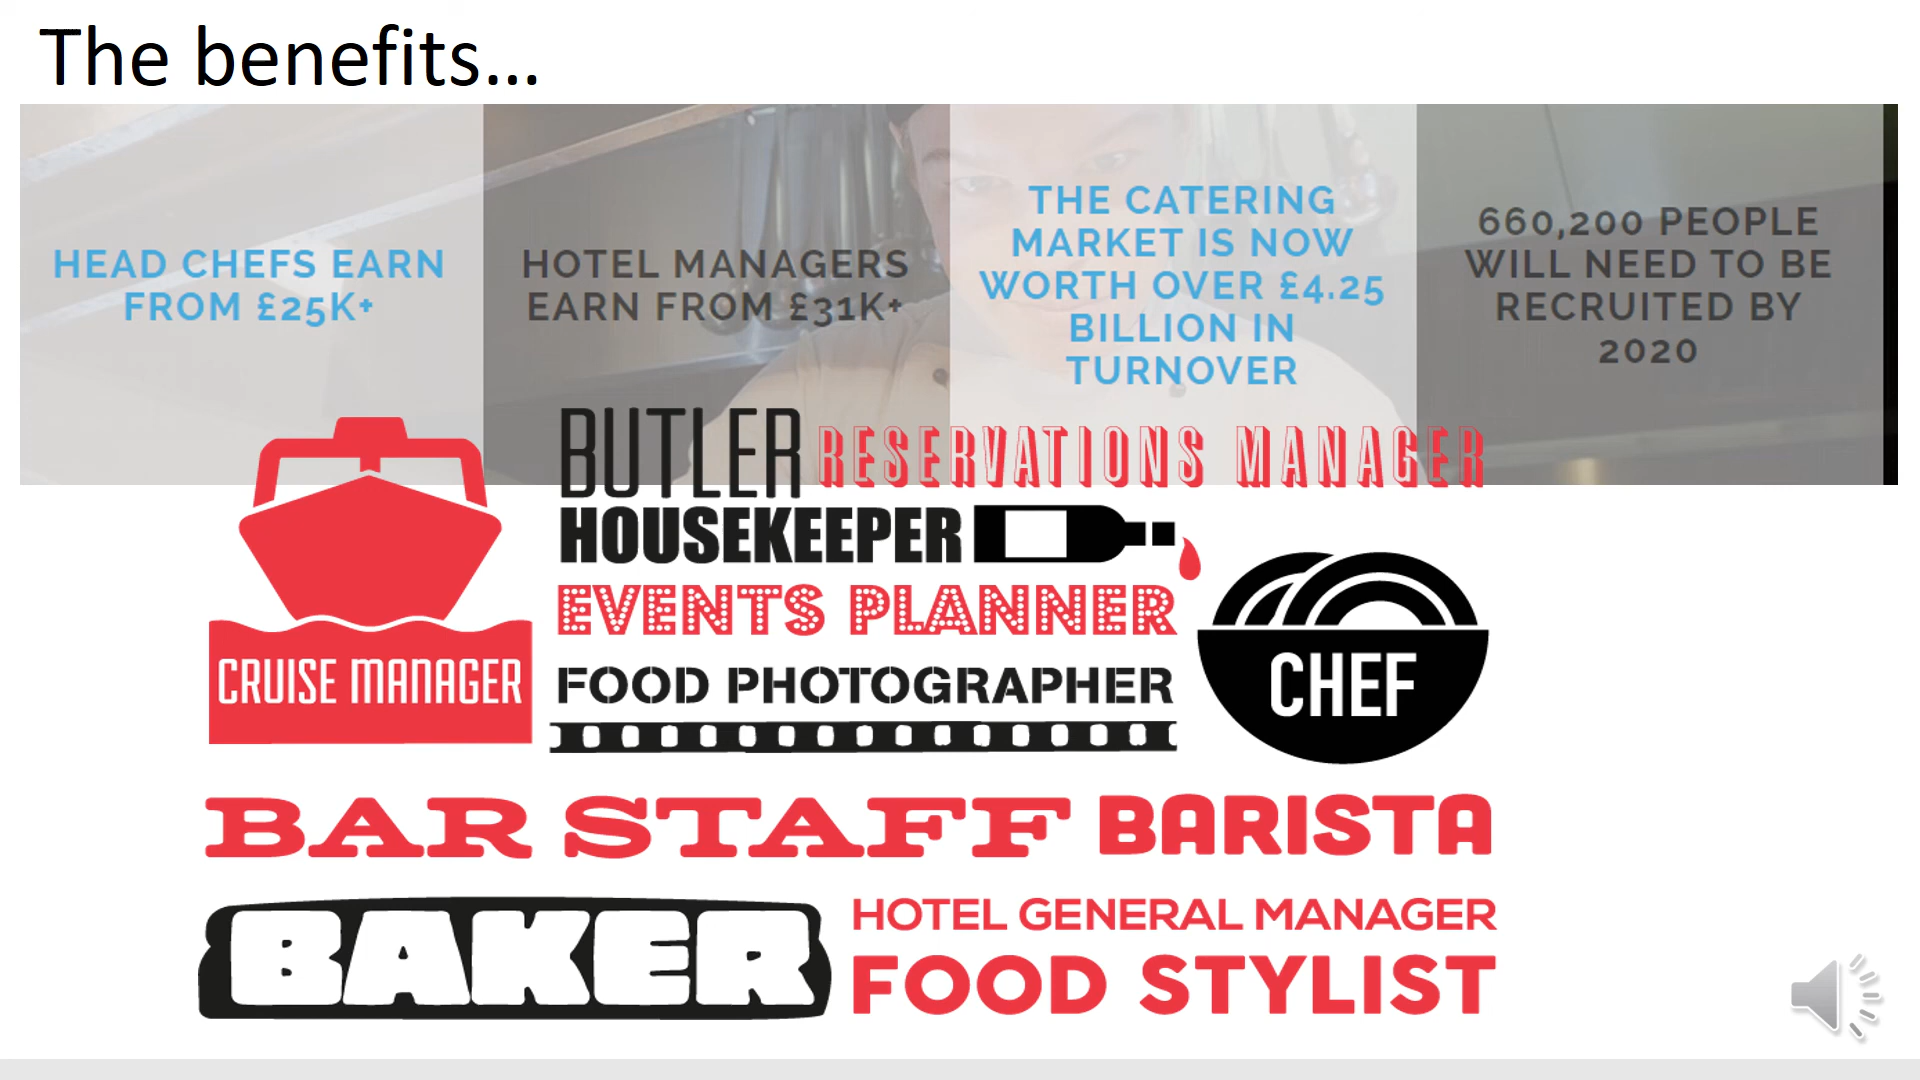 The benefits...
HEAD CHEFS EARN
FROM £25K+
HOTEL MANAGERS
EARN FROM £31K+
THE CATERING
MARKET IS NOW
WORTH OVER £4.25
BILLION IN
TURNOVER
660,200 PEOPLE
WILL NEED TO BE
RECRUITED BY
2020
BUTLER RESERVATIONS MANAGER
HOUSEKEEPER
EVENTS PLANNER
CRUISE MANAGER
FOOD PHOTOGRAPHER
CHEF
BAR STAFF BARISTA
BAKER
HOTEL GENERAL MANAGER
FOOD STYLIST